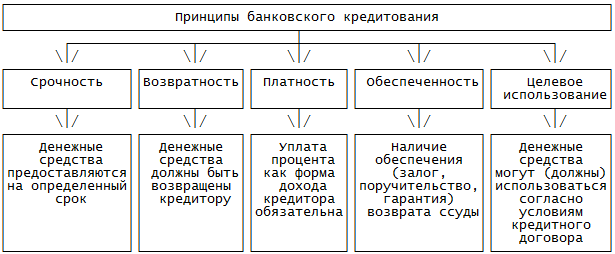 Принципы банковского кредитования
Срочность
Возвратность
Платность
Обеспеченность
Целевое
использование
Денежные
средства
предоставляются
на определенный
срок
Денежные
средства
должны быть
возвращены
кредитору
Уплата
процента
как форма
дохода
кредитора
обязательна
Наличие
обеспечения
(залог,
поручительство,
гарантия)
возврата ссуды
Денежные
средства
могут (должны)
использоваться
согласно
условиям
кредитного
договора